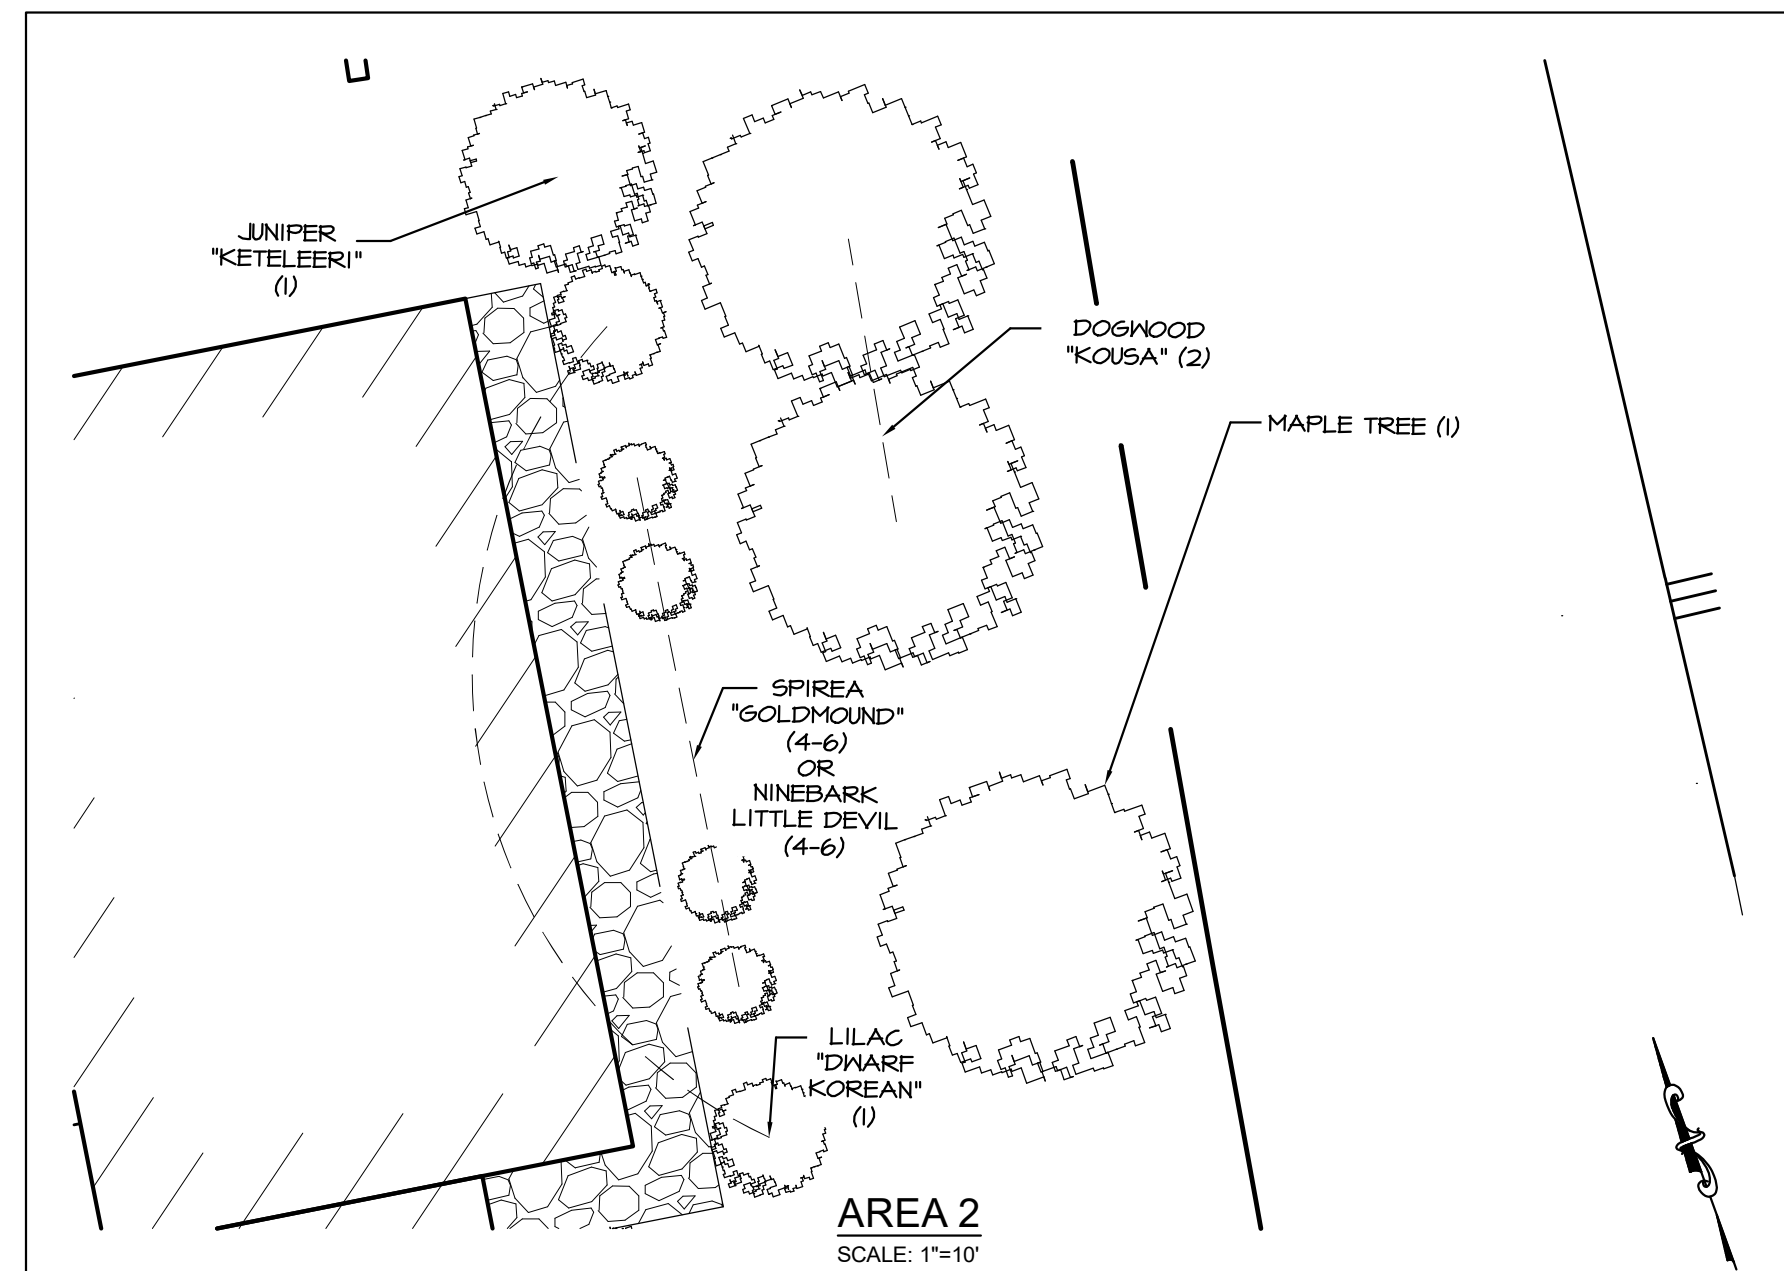 JUNIPER
"KETELEERI"
(1)
DOGWOOD
"KOUSA" (2)
MAPLE TREE (1)
SPIREA
"GOLDMOUND"
(4-6)
OR
NINEBARK
LITTLE DEVIL
(4-6)
LILAC
"DWARF
KOREAN"
(1)
AREA 2
SCALE: 1"=10'